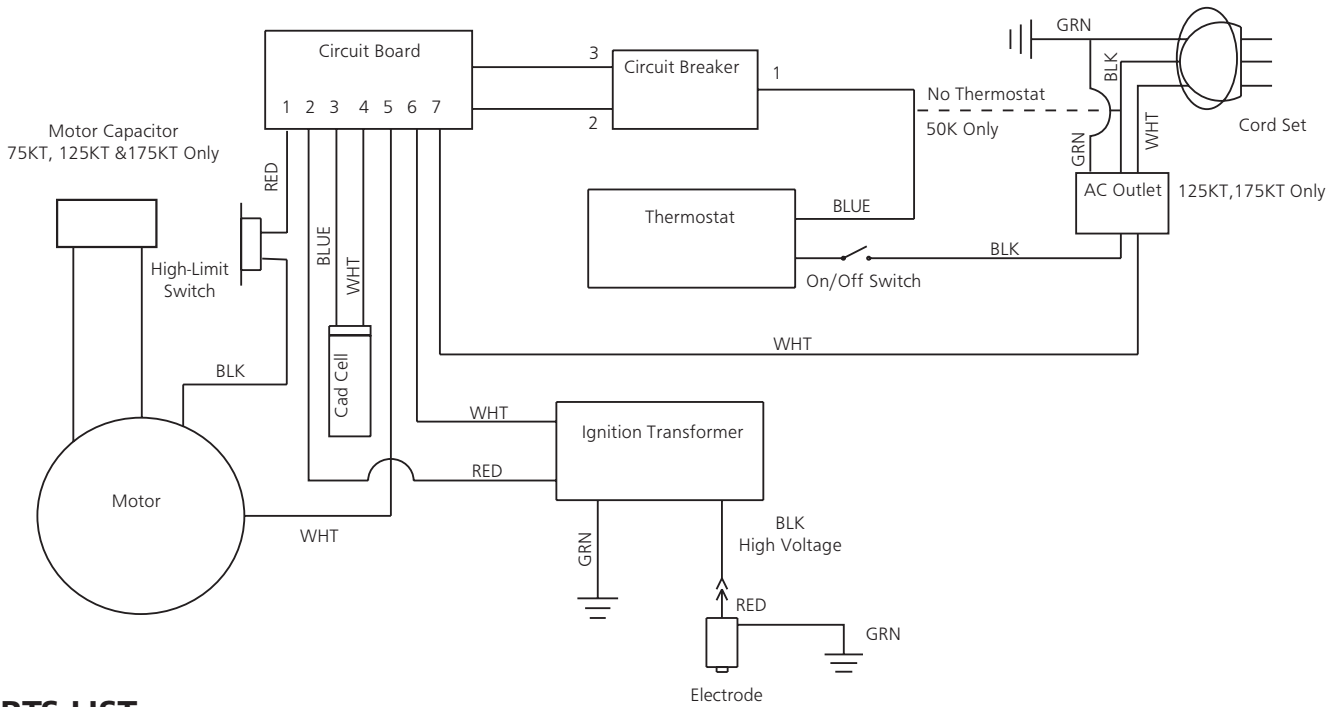 GRN
Circuit Board
3
Circuit Breaker
1
BLK
1 2 3 4 5 6 7
No Thermostat
50K Only
2
Cord Set
Motor Capacitor
75KT, 125KT &175KT Only
RED
GRN
WHT
AC Outlet
125KT,175KT Only
Thermostat
BLUE
BLUE
WHT
High-Limit
Switch
BLK
On/Off Switch
WHT
BLK
Cad Cell
WHT
Ignition Transformer
RED
Motor
WHT
GRN
BLK
High Voltage
RED
GRN
Electrode